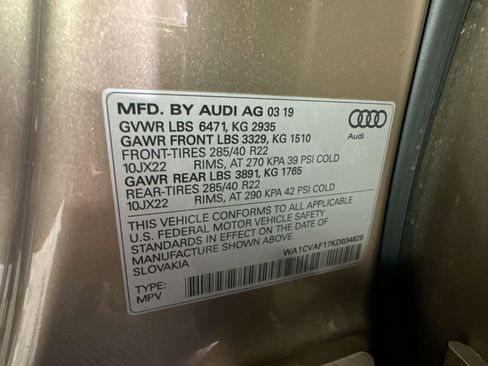 MFD. BY AUDI AG 03 19
GVWR LBS 6471, KG 2935
GAWR FRONT LBS 3329, KG 1510
FRONT-TIRES 285/40 R22
10JX22 RIMS, AT 270 KPA 39 PSI COLD
GAWR REAR LBS 3891, KG 1765
REAR-TIRES 285/40 R22
10JX22 RIMS, AT 290 KPA 42 PSI COLD
THIS VEHICLE CONFORMS TO ALL APPLICABLE
U.S. FEDERAL MOTOR VEHICLE SAFETY
STANDARDS IN EFFECT ON THE DATE OF
MANUFACTURE SHOWN ABOVE.
SLOVAKIA
Audi
WA1CVAF17KD034625
TYPE:
MPV